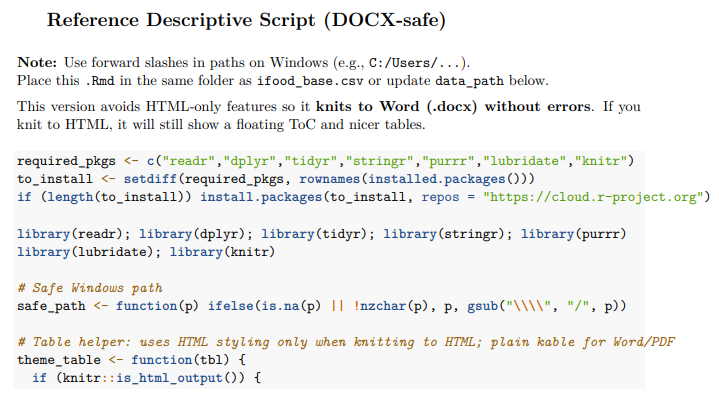 Reference Descriptive Script (DOCX-safe)
Note: Use forward slashes in paths on Windows (e.g., C:/Users/...).
Place this .Rmd in the same folder as ifood_base.csv or update data_path below.
This version avoids HTML-only features so it knits to Word (.docx) without errors. If you
knit to HTML, it will still show a floating ToC and nicer tables.
required_pkgs <- c("readr","dplyr","tidyr","stringr","purrr","lubridate","knitr")
to_install <- setdiff(required_pkgs, rownames(installed.packages()))
if (length(to_install)) install.packages(to_install, repos = "https://cloud.r-project.org")
library(readr); library(dplyr); library(tidyr); library(stringr); library(purrr)
library(lubridate); library(knitr)
# Safe Windows path
safe_path <- function(p) ifelse(is.na(p) || !nzchar(p), p, gsub("\\\\", "/", p))
# Table helper: uses HTML styling only when knitting to HTML; plain kable for Word/PDF
theme_table <- function(tbl) {
  if (knitr::is_html_output()) {